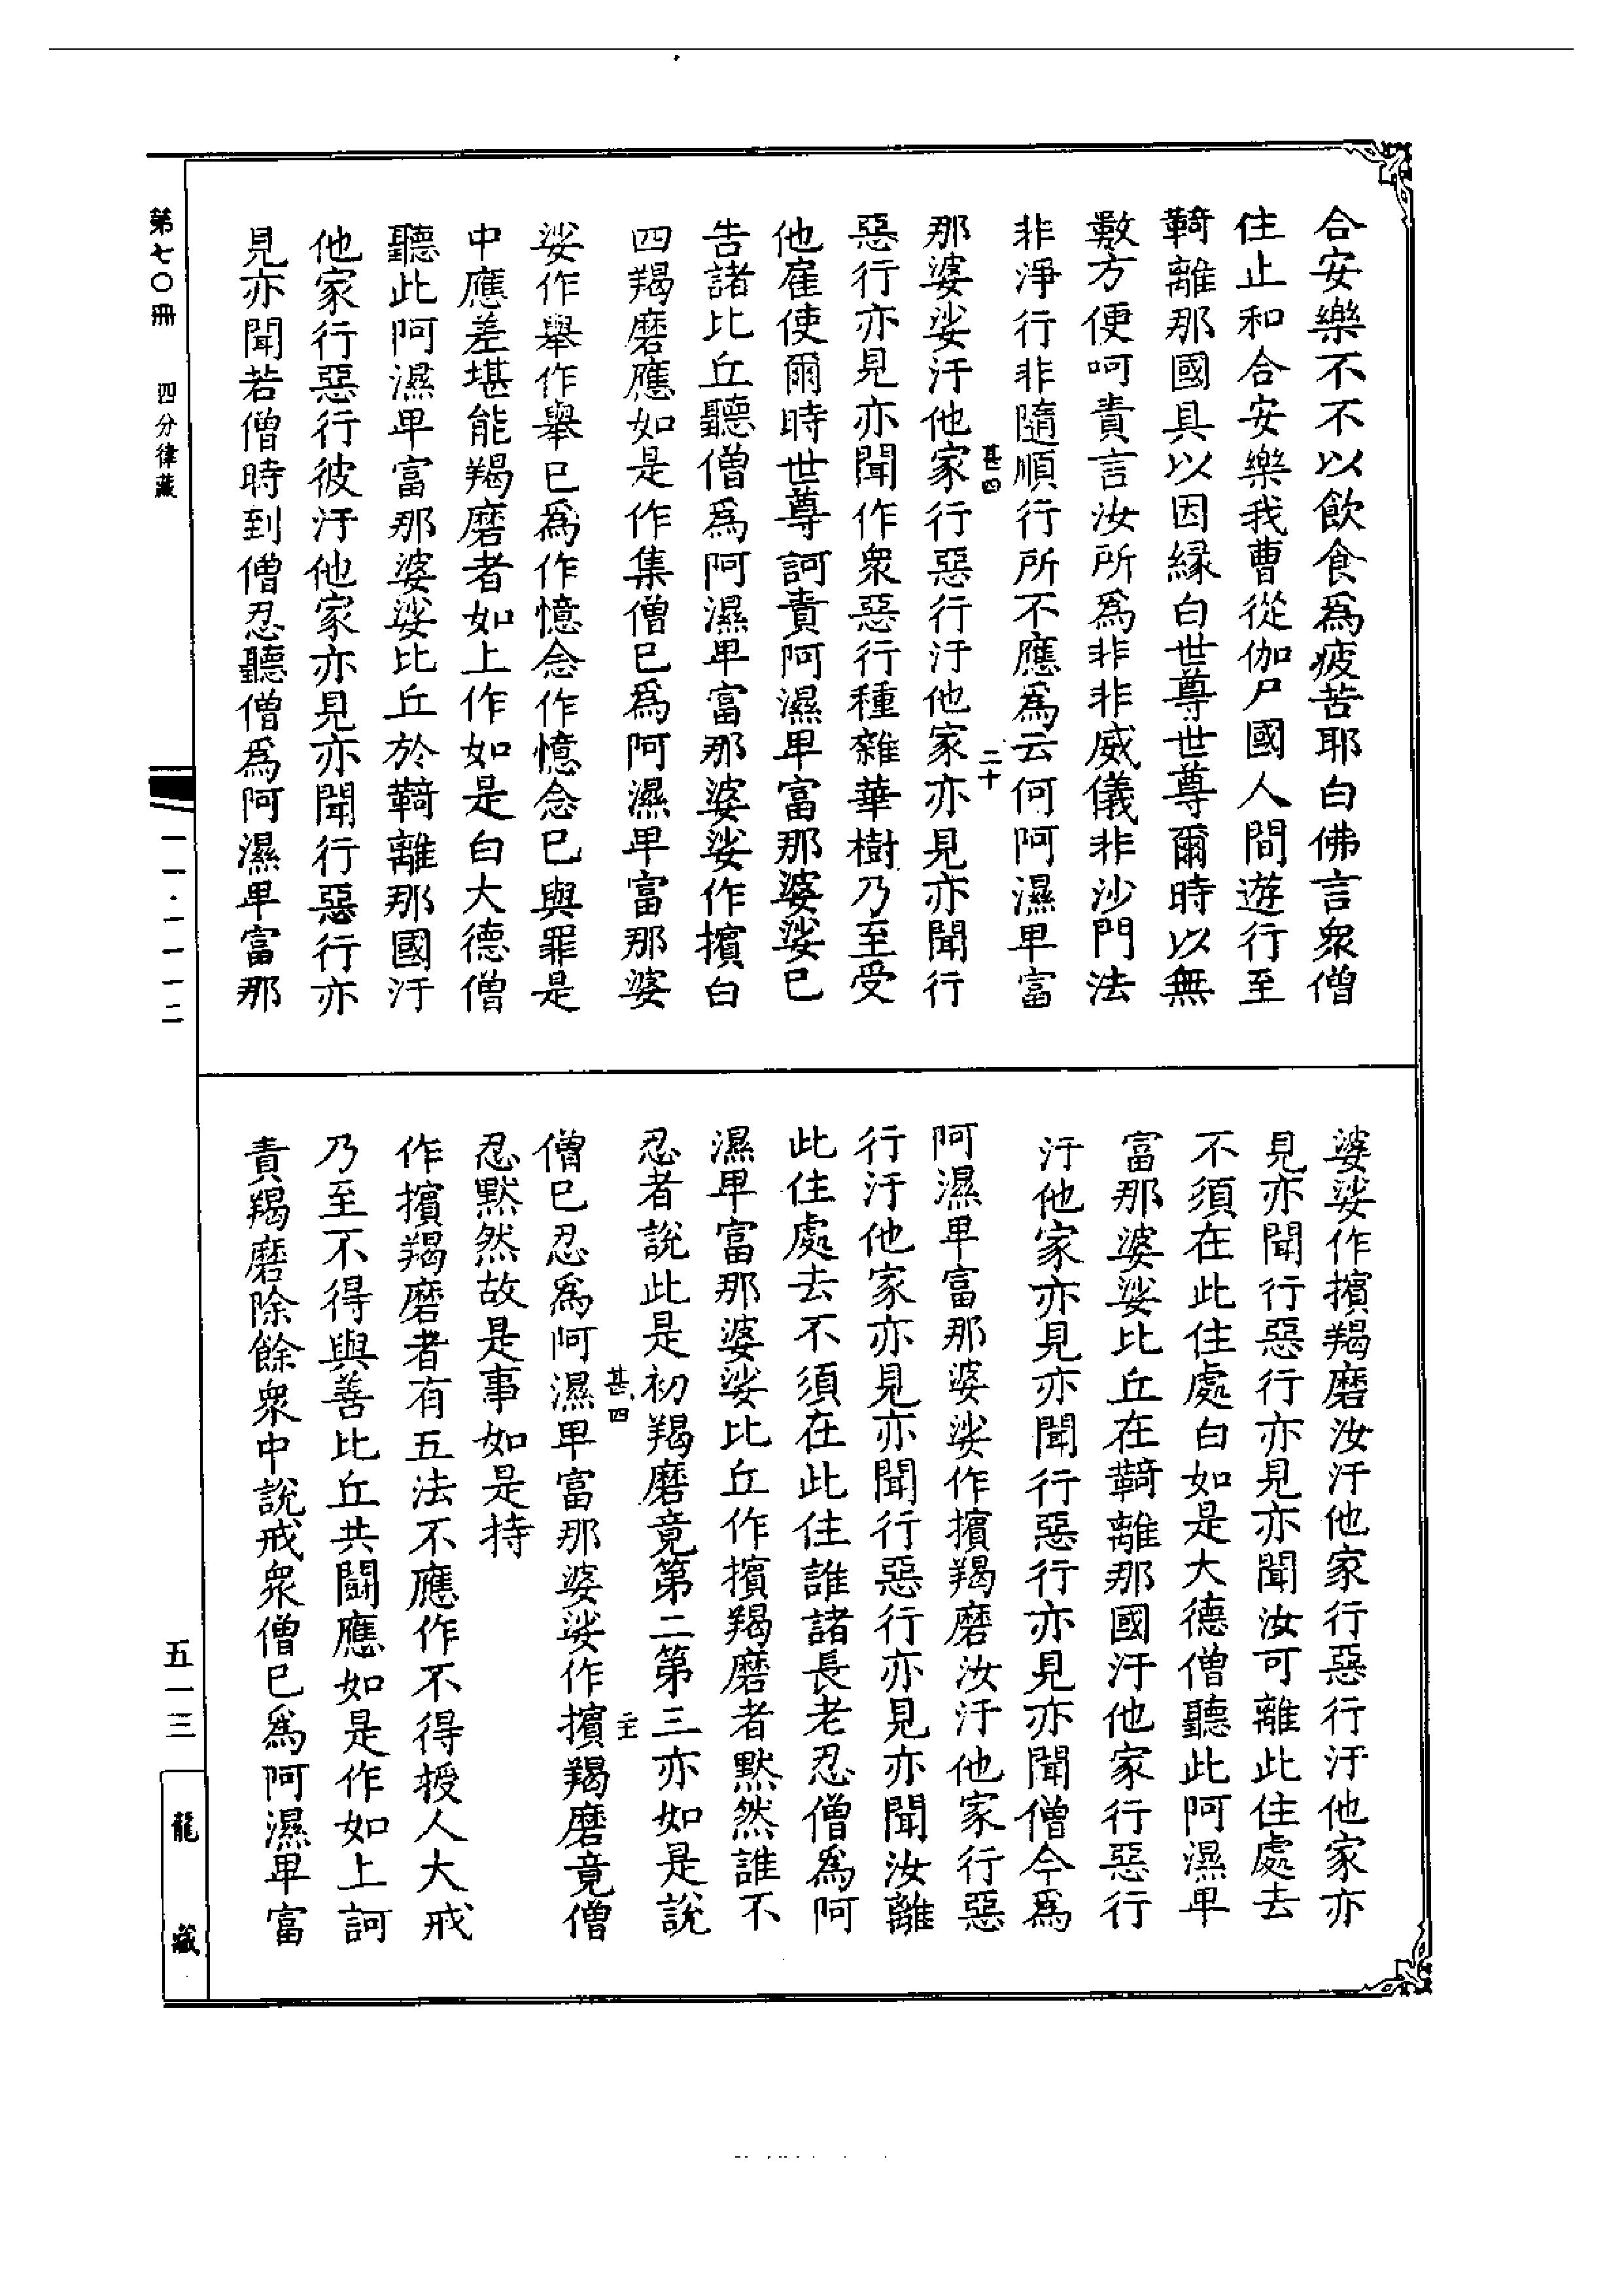 合安樂不不以飲食爲疲苦耶白佛言衆僧
住止和合安樂我曹從伽尸國人間遊行至
鞞離那國具以因緣白世尊世尊爾時以無
數方便呵責言汝所爲非非威儀非沙門法
非淨行非隨順行所不應爲云何阿濕卑富
甚四
二十
那婆娑汙他家行惡行汙他家亦見亦聞行
惡行亦見亦聞作衆惡行種雜華樹乃至受
他雇使爾時世尊訶責阿濕卑富那婆娑已
告諸比丘聽僧爲阿濕卑富那婆娑作擯白
四羯磨應如是作集僧已爲阿濕卑富那婆
娑作舉作舉已爲作憶念作憶念已與罪是
中應差堪能羯磨者如上作如是白大德僧
聽此阿濕卑富那婆娑比丘於鞞離那國汙
他家行惡行彼汙他家亦見亦聞行惡行亦
見亦聞若僧時到僧忍聽僧爲阿濕卑富那
婆娑作擯羯磨汝汙他家行惡行汙他家亦
見亦聞行惡行亦見亦聞汝可離此住處去
不須在此住處白如是大德僧聽此阿濕卑
富那婆娑比丘在鞞離那國汙他家行惡行
汙他家亦見亦聞行惡行亦見亦聞僧今爲
阿濕卑富那婆娑作擯羯磨汝汙他家行惡
行汙他家亦見亦聞行惡行亦見亦聞汝離
此住處去不須在此住誰諸長老忍僧爲阿
濕卑富那婆娑比丘作擯羯磨者默然誰不
忍者說此是初羯磨竟第二第三亦如是說
甚四
二十一
僧已忍爲阿濕卑富那婆娑作擯羯磨竟僧
忍默然故是事如是持
作擯羯磨者有五法不應作不得授人大戒
乃至不得與善比丘共鬪應如是作如上訶
責羯磨除餘衆中說戒衆僧已爲阿濕卑富
第七〇冊
四分律藏
一一·一一一二
五一三
龍藏